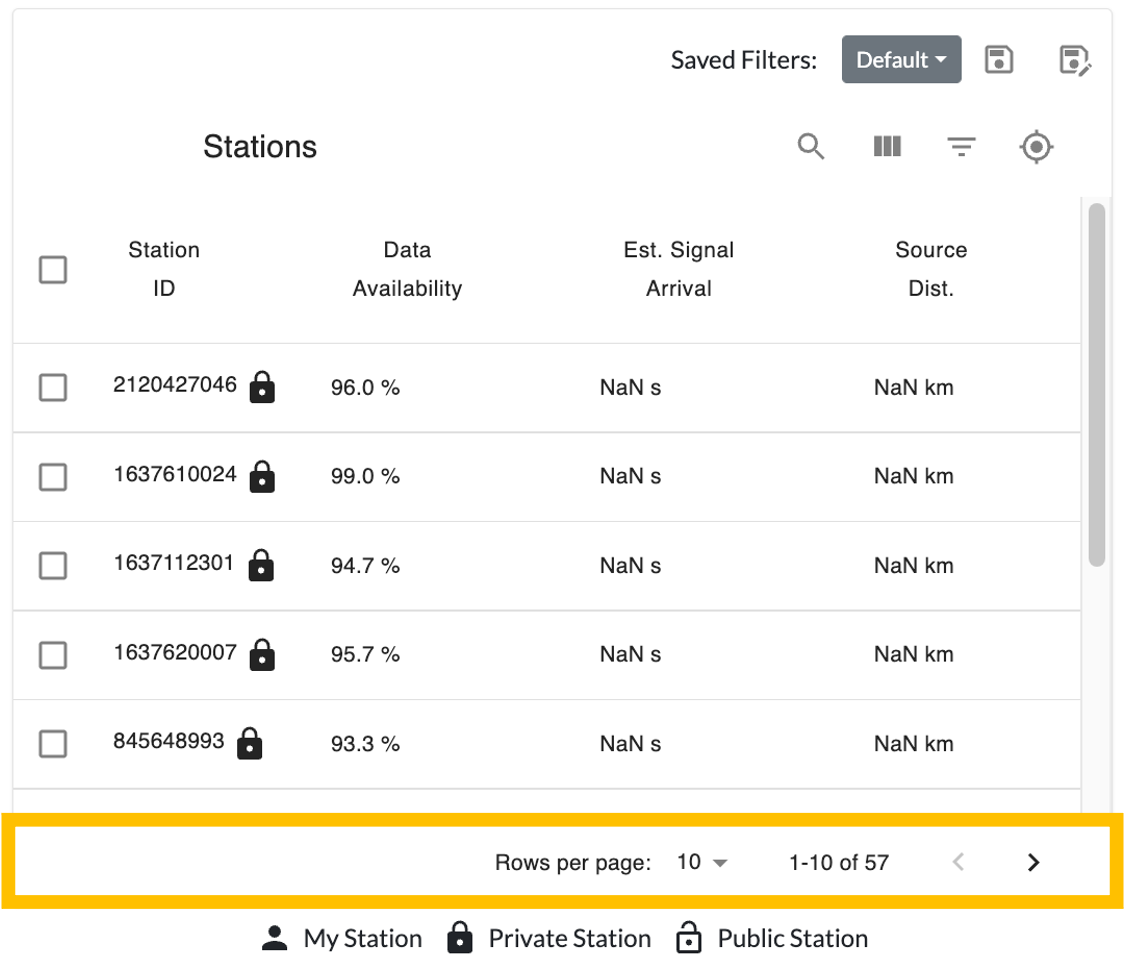 Saved Filters: Default
Stations
Station Data Est. Signal Source
ID Availability Arrival Dist.
2120427046 96.0 % NaN s NaN km
1637610024 99.0 % NaN s NaN km
1637112301 94.7 % NaN s NaN km
1637620007 95.7 % NaN s NaN km
845648993 93.3 % NaN s NaN km
Rows per page: 10 1-10 of 57
My Station Private Station Public Station